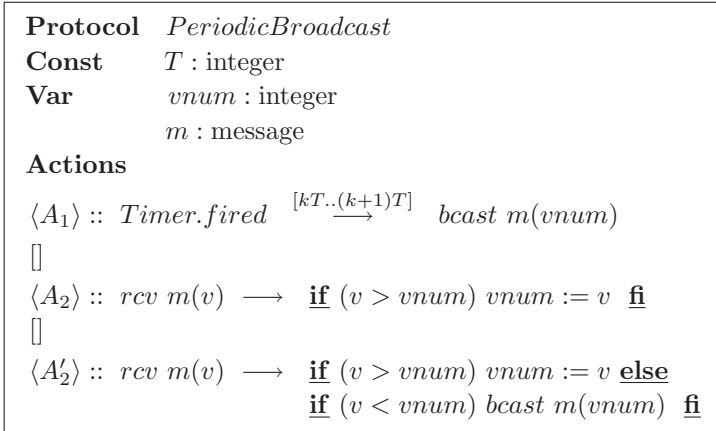 Protocol PeriodicBroadcast
Const T : integer
Var vnum : integer
m : message
Actions
⟨A₁⟩ :: Timer.fired [kT..(k+1)T] ⟶ bcast m(vnum)
[]
⟨A₂⟩ :: rcv m(v) ⟶ if (v > vnum) vnum := v fi
[]
⟨A′₂⟩ :: rcv m(v) ⟶ if (v > vnum) vnum := v else
if (v < vnum) bcast m(vnum) fi